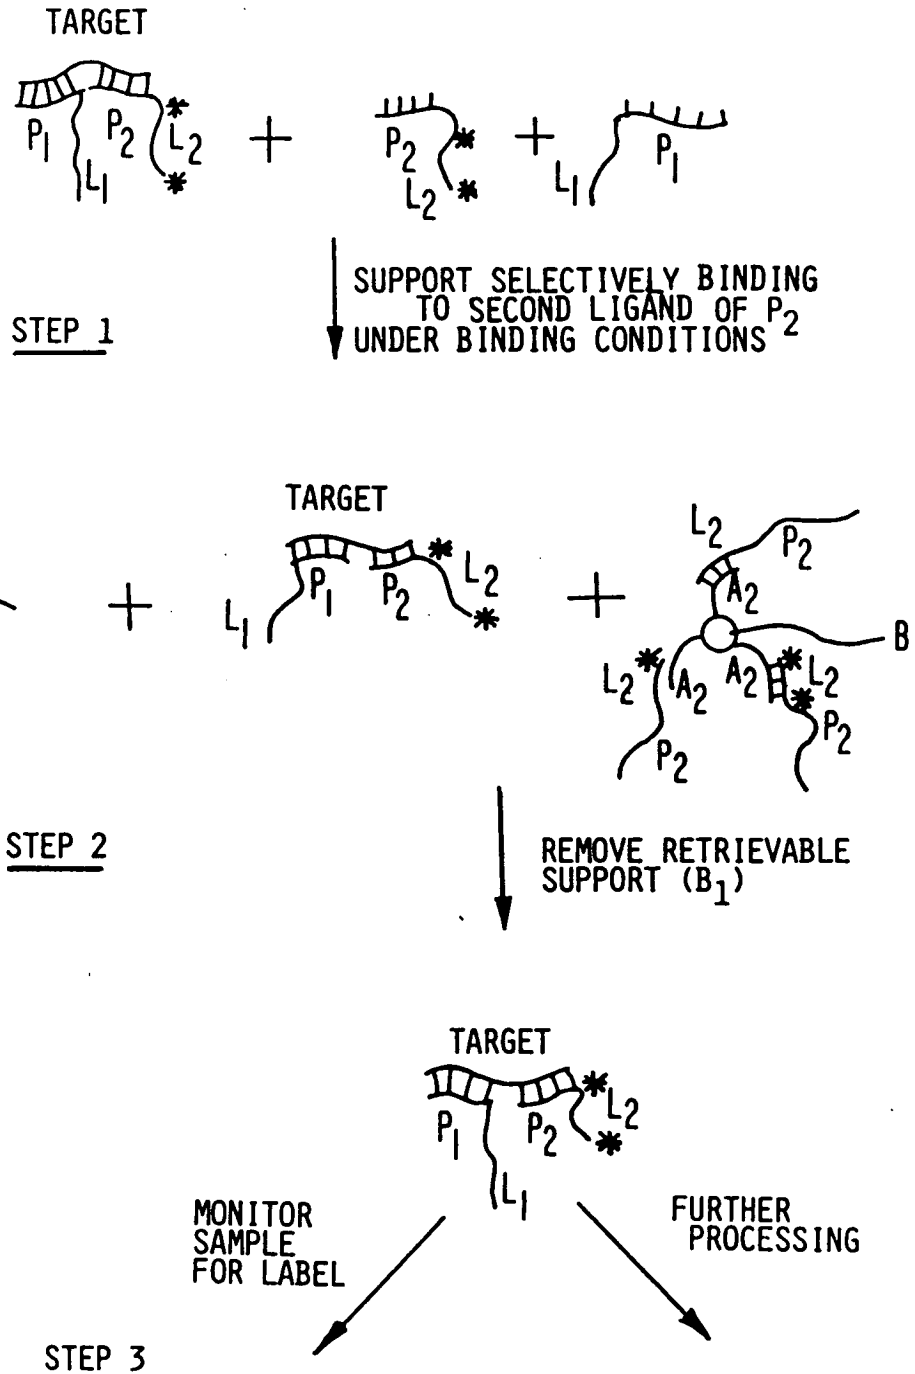 TARGET
P1 L1 P2 L2 + P2 L2 + L1 P1
STEP 1
SUPPORT SELECTIVELY BINDING
TO SECOND LIGAND OF P2
UNDER BINDING CONDITIONS
TARGET
+ L1 P1 P2 L2 + L2 P2
A2
B
L2 A2 A2 L2
P2 P2
STEP 2
REMOVE RETRIEVABLE
SUPPORT (B1)
TARGET
P1 P2 L2
L1
MONITOR
SAMPLE
FOR LABEL
FURTHER
PROCESSING
STEP 3